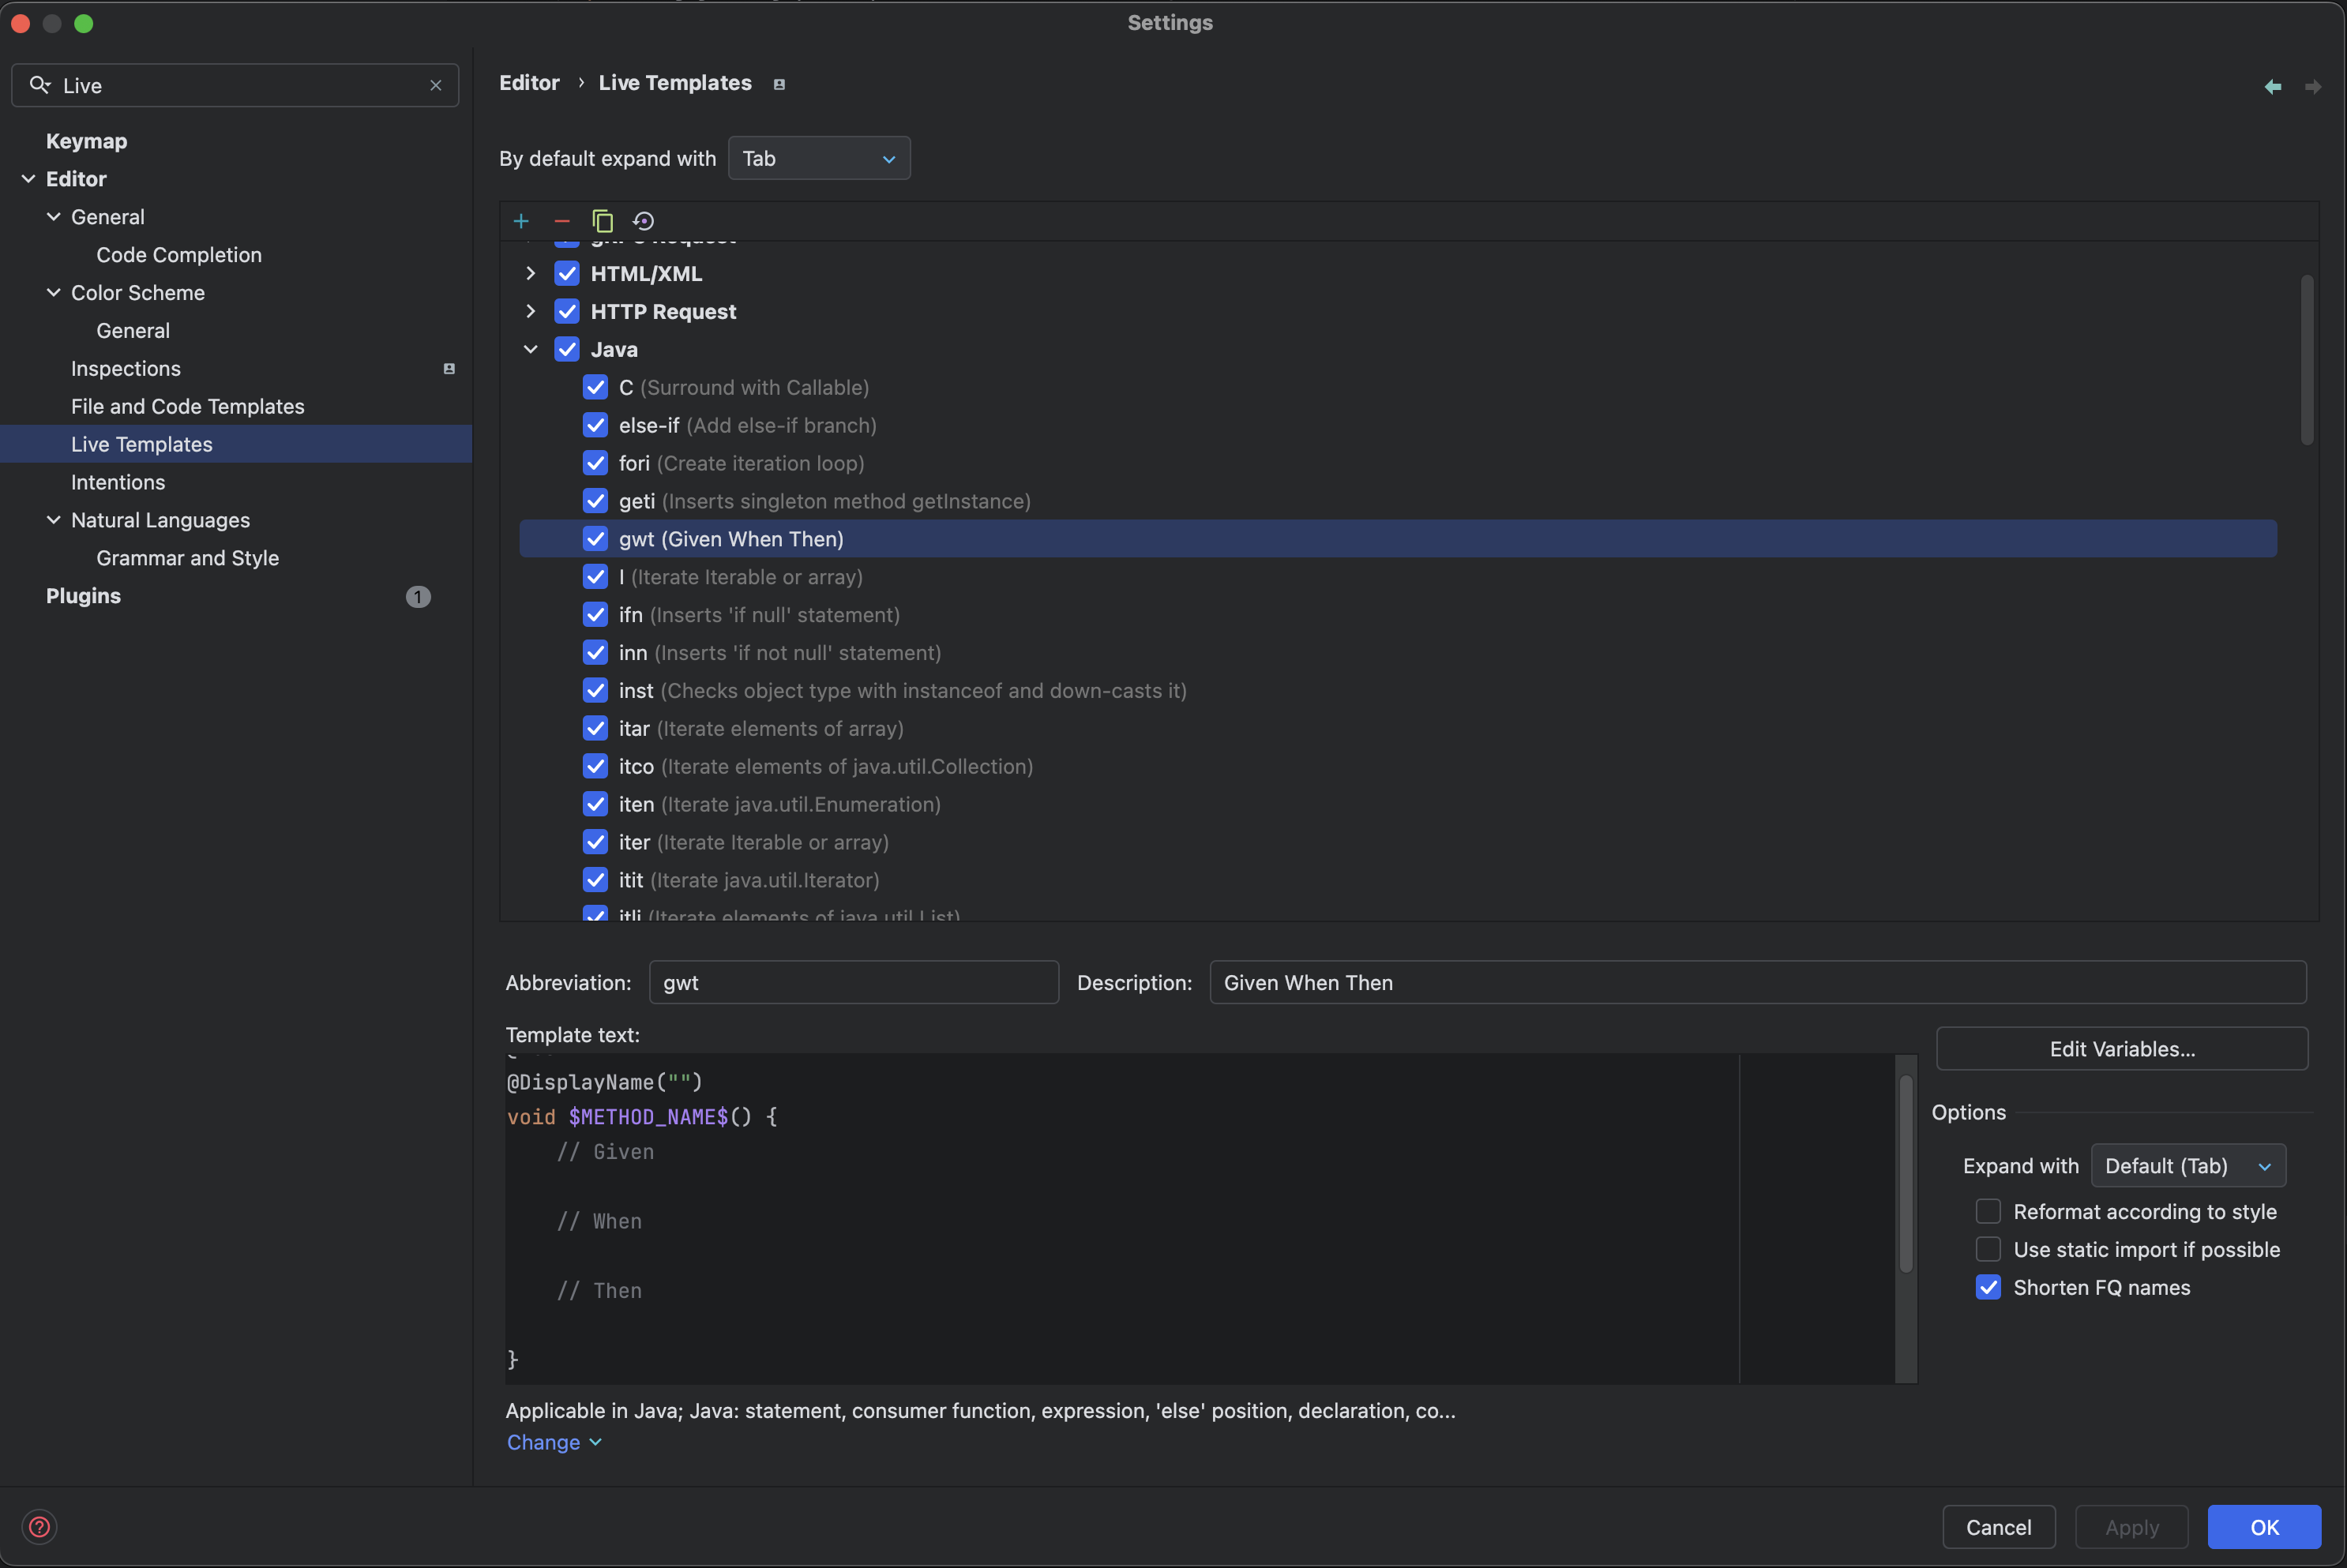 Settings
Live
Keymap
Editor
General
Code Completion
Color Scheme
General
Inspections
File and Code Templates
Live Templates
Intentions
Natural Languages
Grammar and Style
Plugins
1
Editor › Live Templates
By default expand with Tab
HTML/XML
HTTP Request
Java
C (Surround with Callable)
else-if (Add else-if branch)
fori (Create iteration loop)
geti (Inserts singleton method getInstance)
gwt (Given When Then)
I (Iterate Iterable or array)
ifn (Inserts 'if null' statement)
inn (Inserts 'if not null' statement)
inst (Checks object type with instanceof and down-casts it)
itar (Iterate elements of array)
itco (Iterate elements of java.util.Collection)
iten (Iterate java.util.Enumeration)
iter (Iterate Iterable or array)
itit (Iterate java.util.Iterator)
itli (Iterate elements of java.util.List)
Abbreviation: gwt Description: Given When Then
Template text:
@DisplayName("")
void $METHOD_NAME$() {
// Given
// When
// Then
}
Edit Variables...
Options
Expand with Default (Tab)
Reformat according to style
Use static import if possible
Shorten FQ names
Applicable in Java; Java: statement, consumer function, expression, 'else' position, declaration, co...
Change
?
Cancel
Apply
OK